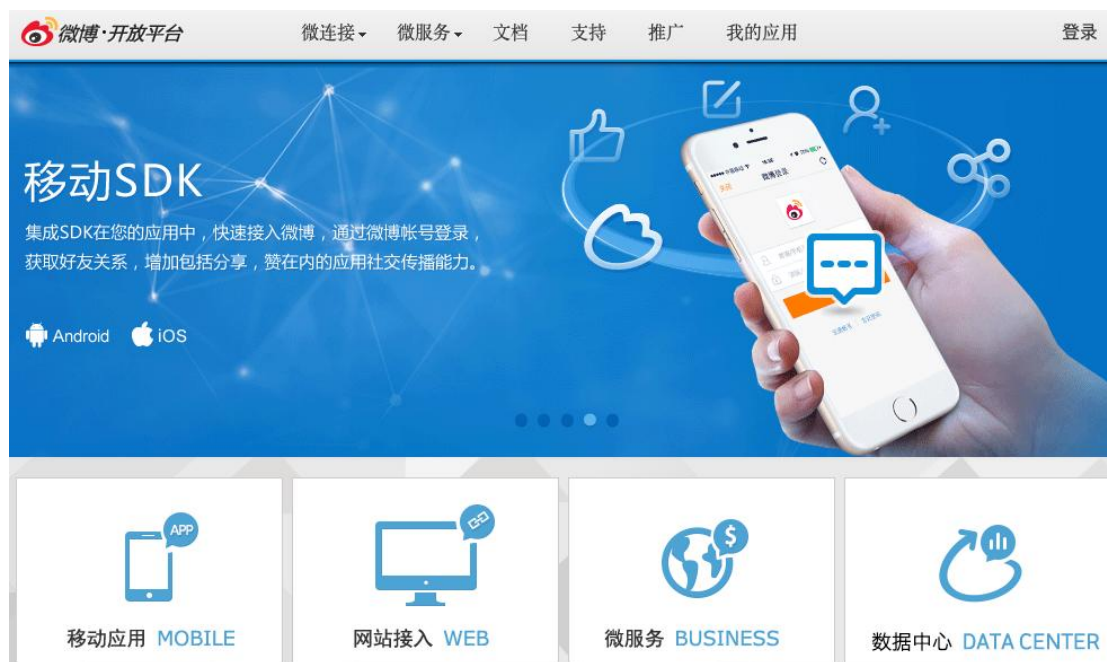 微博·开放平台
微连接 微服务 文档 支持 推广 我的应用 登录
移动SDK
集成SDK在您的应用中，快速接入微博，通过微博帐号登录，
获取好友关系，增加包括分享，赞在内的应用社交传播能力。
Android iOS
关闭 微博登录
APP
$
移动应用 MOBILE 网站接入 WEB 微服务 BUSINESS 数据中心 DATA CENTER